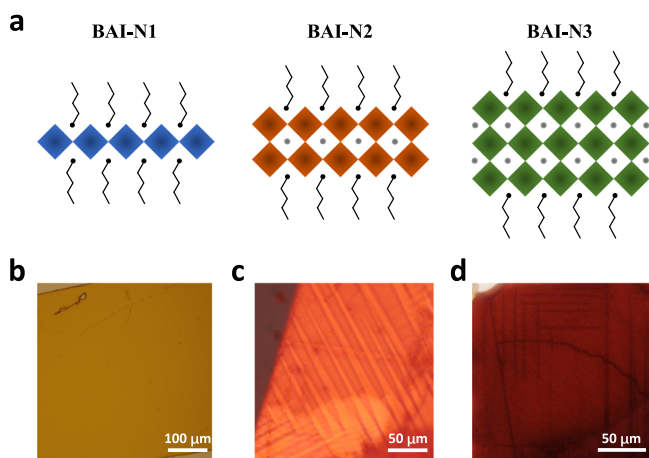 a
BAI-N1 BAI-N2 BAI-N3
b c d
100 μm 50 μm 50 μm